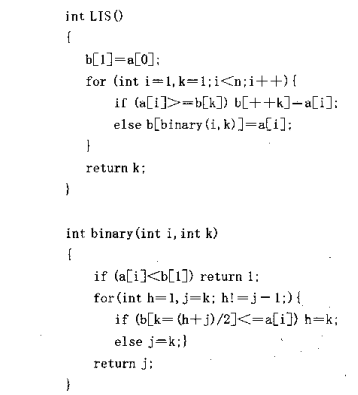 int LIS()
{
b[1]=a[0];
for (int i=1,k=1;i<n;i++){
if (a[i]>=b[k]) b[++k]=a[i];
else b[binary(i,k)]=a[i];
}
return k;
}
int binary(int i,int k)
{
if (a[i]<b[1]) return 1;
for(int h=1,j=k; h!=j-1;){
if (b[k=(h+j)/2]<=a[i]) h=k;
else j=k;}
return j;
}